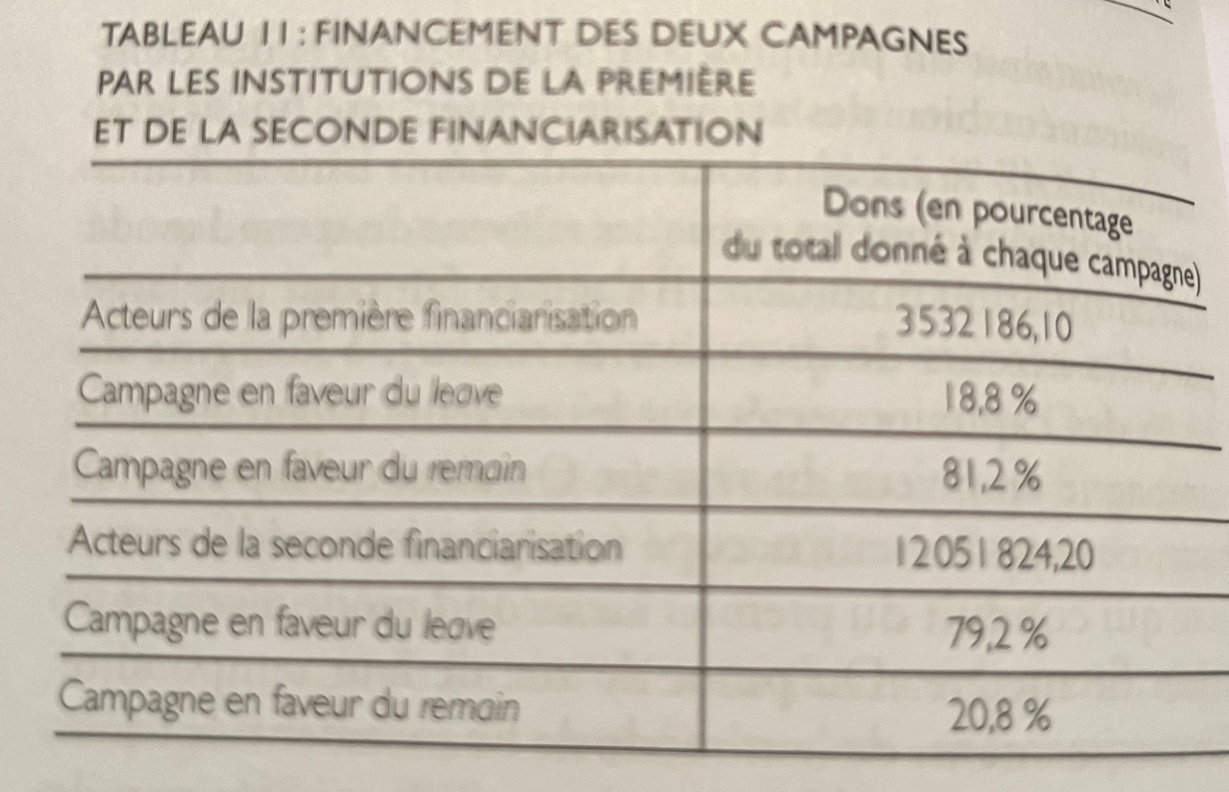 TABLEAU 11 : FINANCEMENT DES DEUX CAMPAGNES
PAR LES INSTITUTIONS DE LA PREMIÈRE
ET DE LA SECONDE FINANCIARISATION
Dons (en pourcentage
du total donné à chaque campagne)
Acteurs de la première financiarisation 3532186,10
Campagne en faveur du leave 18,8 %
Campagne en faveur du remain 81,2 %
Acteurs de la seconde financiarisation 12051824,20
Campagne en faveur du leave 79,2 %
Campagne en faveur du remain 20,8 %